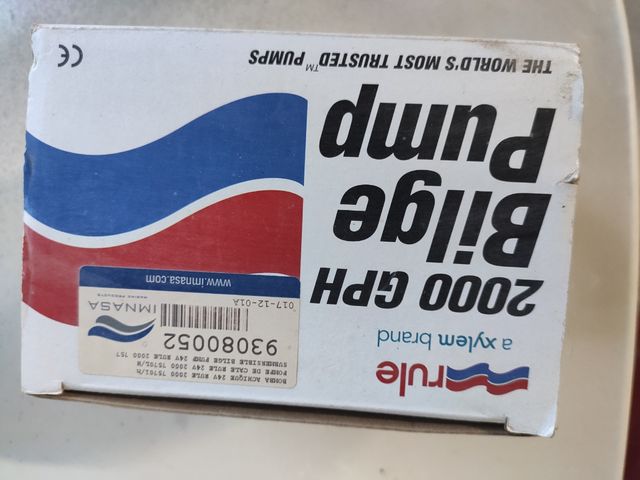 rule
a xylem brand
2000 GPH
Bilge
Pump
THE WORLD'S MOST TRUSTED™ PUMPS
CE
BOMBA ACHIQUE 24V RULE 2000 7570l/H
POMPE DE CALE RULE 24V 2000 7570l/H
SUBMERSIBLE BILGE PUMP 24V RULE 2000 757
93080052
IMNASA
MARINE PRODUCTS
017-12-01A
www.imnasa.com